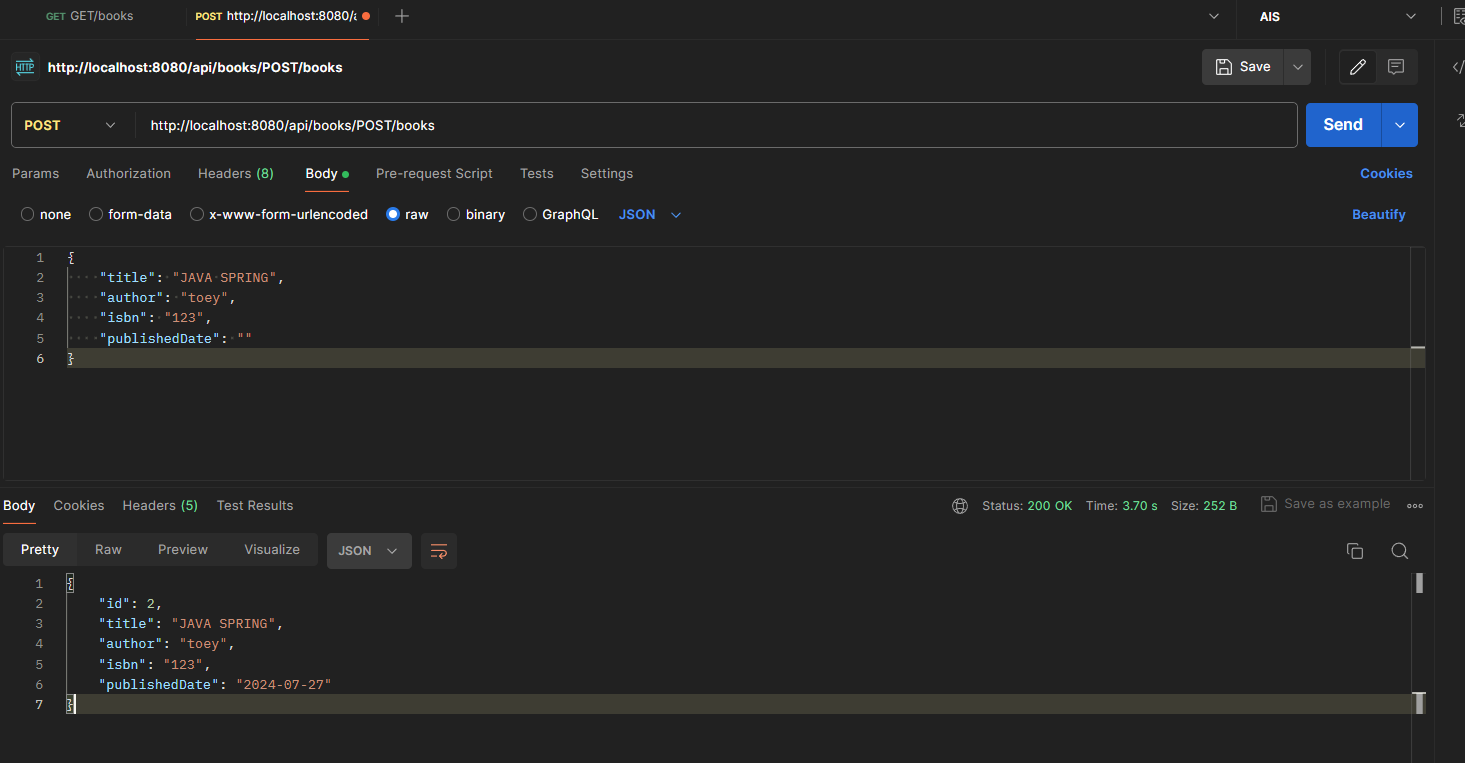 GET GET/books POST http://localhost:8080/a AIS
HTTP http://localhost:8080/api/books/POST/books Save
POST http://localhost:8080/api/books/POST/books Send
Params Authorization Headers (8) Body Pre-request Script Tests Settings Cookies
none form-data x-www-form-urlencoded raw binary GraphQL JSON Beautify
1 {
2 "title": "JAVA SPRING",
3 "author": "toey",
4 "isbn": "123",
5 "publishedDate": ""
6 }
Body Cookies Headers (5) Test Results Status: 200 OK Time: 3.70 s Size: 252 B Save as example
Pretty Raw Preview Visualize JSON
1 {
2 "id": 2,
3 "title": "JAVA SPRING",
4 "author": "toey",
5 "isbn": "123",
6 "publishedDate": "2024-07-27"
7 }